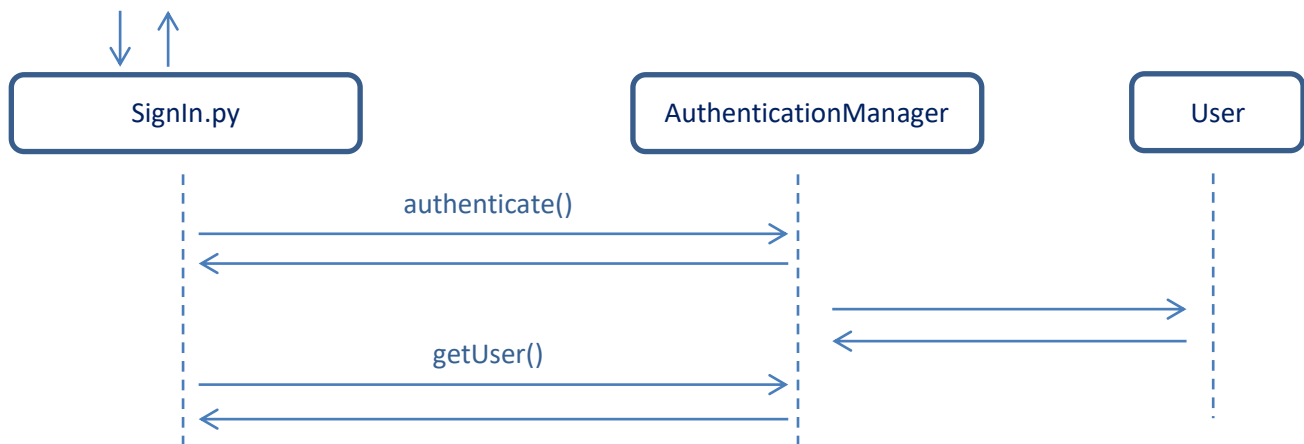 SignIn.py
AuthenticationManager
User
authenticate()
getUser()